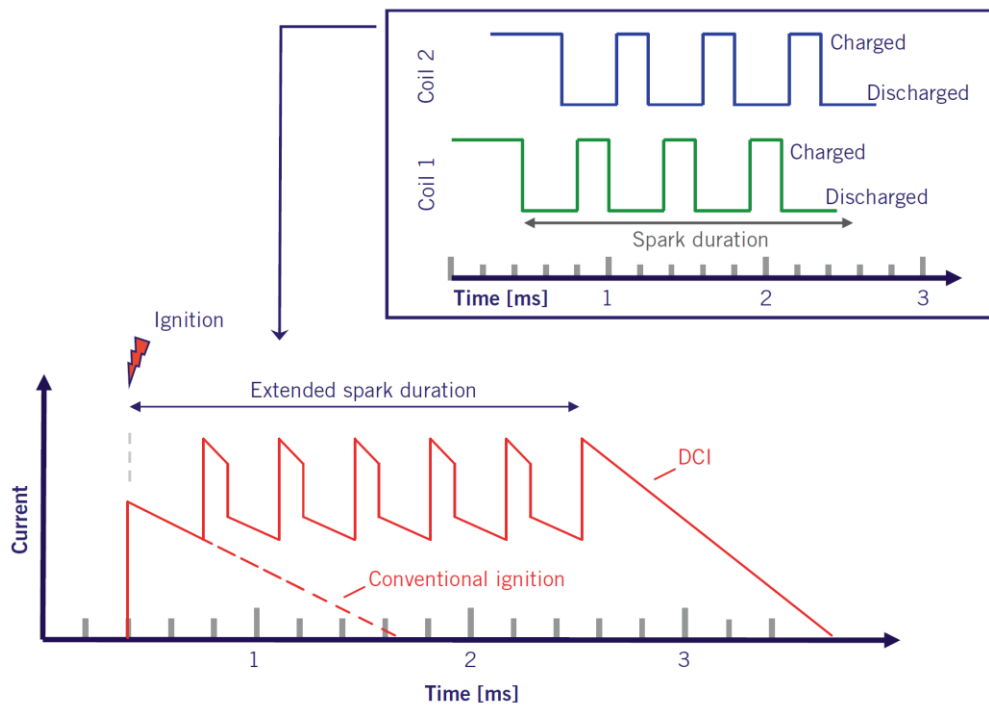 Coil 2
Charged
Discharged
Coil 1
Charged
Discharged
Spark duration
Time [ms]
1
2
3
Ignition
Extended spark duration
DCI
Current
Conventional ignition
1
2
3
Time [ms]